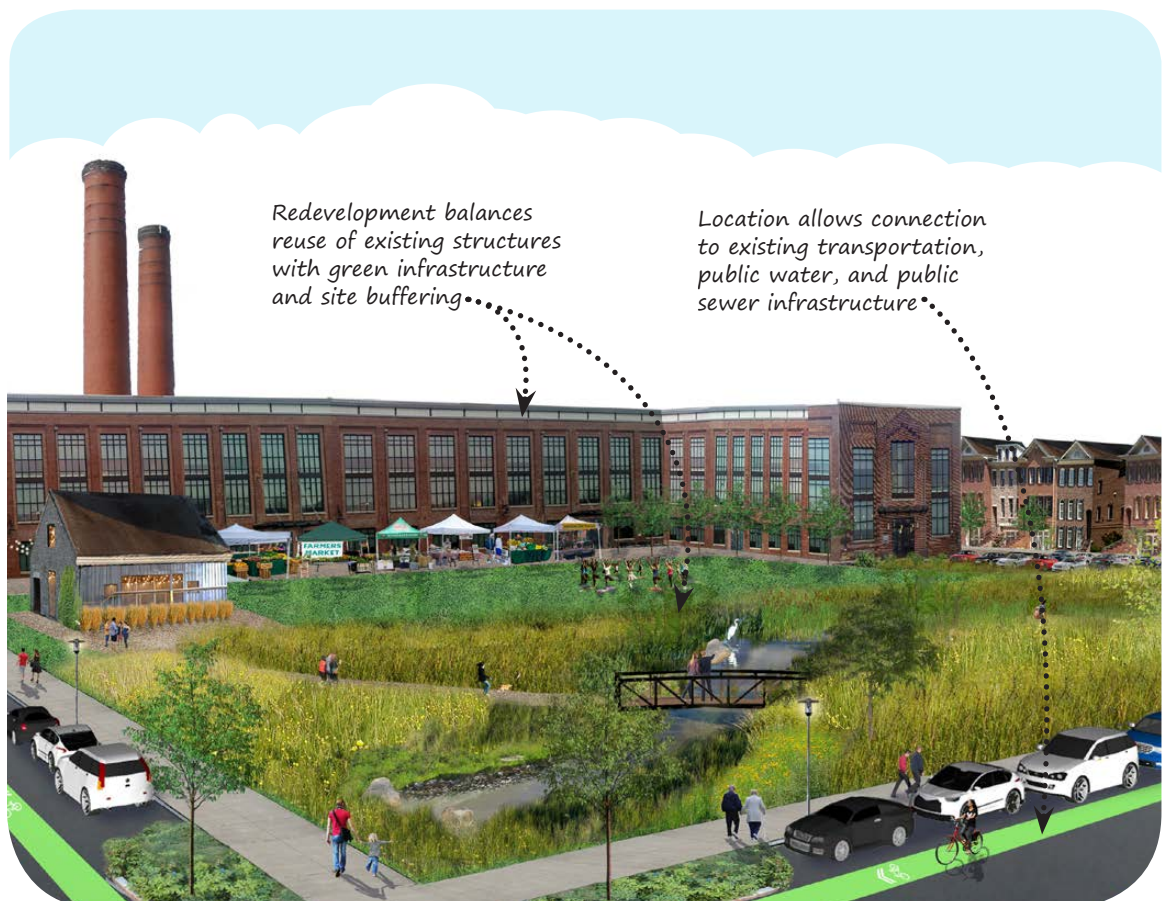 Redevelopment balances
reuse of existing structures
with green infrastructure
and site buffering
Location allows connection
to existing transportation,
public water, and public
sewer infrastructure
FARMERS
MARKET